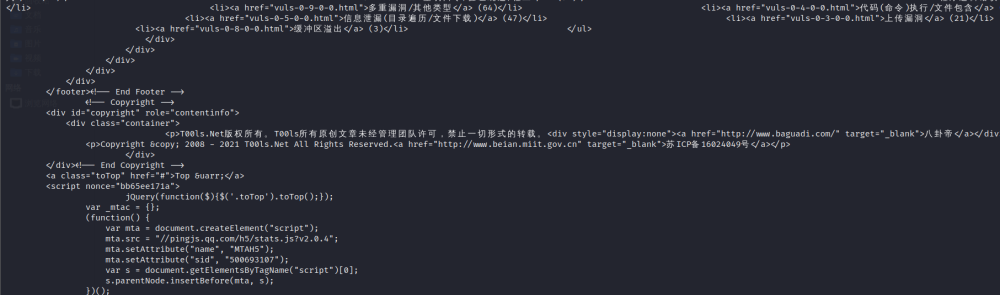 </li>                                    <li><a href="vuls-0-9-0-0.html">多重漏洞/其他类型</a> (64)</li>                                    <li><a href="vuls-0-4-0-0.html">代码(命令)执行/文件包含</a>
<li><a href="vuls-0-5-0-0.html">信息泄漏(目录遍历/文件下载)</a> (47)</li>                                    <li><a href="vuls-0-3-0-0.html">上传漏洞</a> (21)</li>
<li><a href="vuls-0-8-0-0.html">缓冲区溢出</a> (3)</li>                                </ul>
</div>
</div>
</div>
</div>
</div>
</footer><!-- End Footer -->
<!-- Copyright -->
<div id="copyright" role="contentinfo">
<div class="container">
<p>T00ls.Net版权所有。T00ls所有原创文章未经管理团队许可，禁止一切形式的转载。<div style="display:none"><a href="http://www.baguadi.com/" target="_blank">八卦帝</a></div>
<p>Copyright &copy; 2008 - 2021 T00ls.Net All Rights Reserved.<a href="http://www.beian.miit.gov.cn" target="_blank">苏ICP备16024049号</a></p>
</div>
</div><!-- End Copyright -->
<a class="toTop" href="#">Top &uarr;</a>
<script nonce="bb65ee171a">
jQuery(function($){$('.toTop').toTop();});
var _mtac = {};
(function() {
var mta = document.createElement("script");
mta.src = "//pingjs.qq.com/h5/stats.js?v2.0.4";
mta.setAttribute("name", "MTAH5");
mta.setAttribute("sid", "500693107");
var s = document.getElementsByTagName("script")[0];
s.parentNode.insertBefore(mta, s);
})();